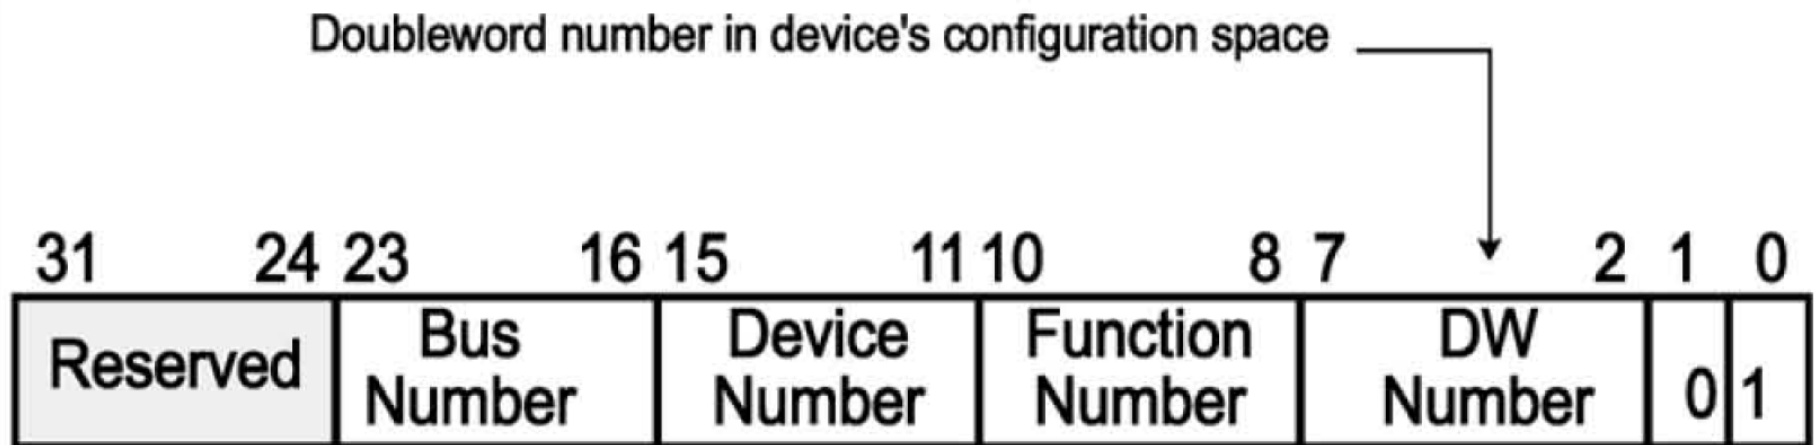 Doubleword number in device's configuration space
31 24 23 16 15 11 10 8 7 2 1 0
Reserved
Bus
Number
Device
Number
Function
Number
DW
Number
0 1